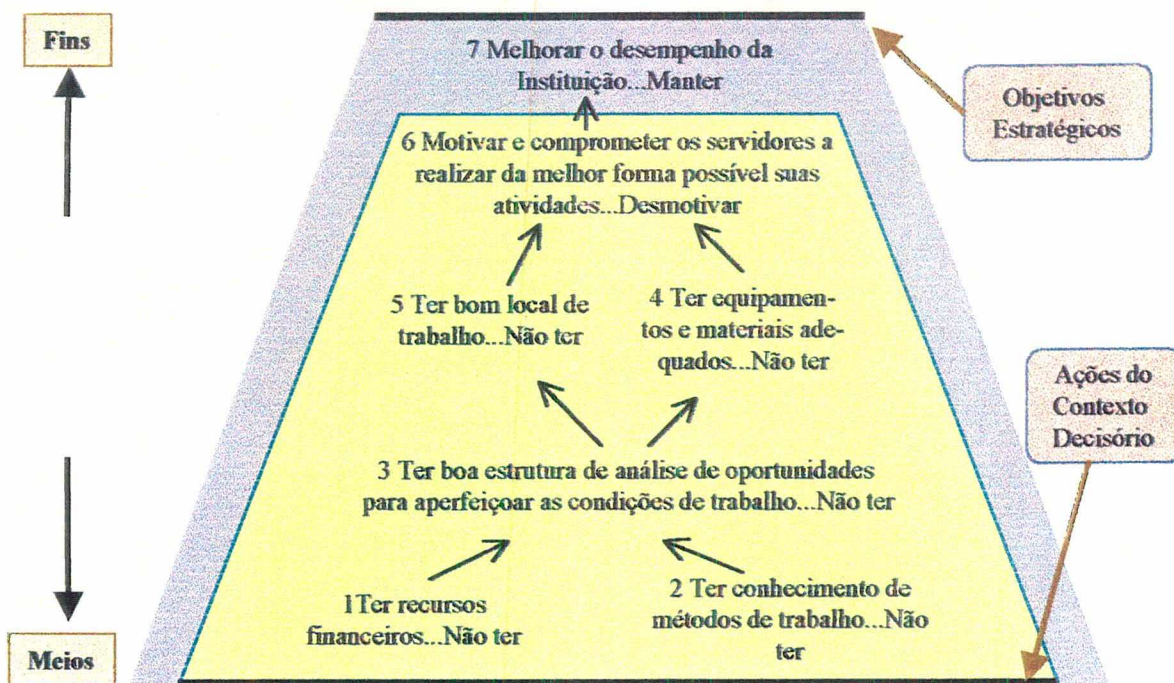 Fins
7 Melhorar o desempenho da
Instituição...Manter
Objetivos
Estratégicos
6 Motivar e comprometer os servidores a
realizar da melhor forma possível suas
atividades...Desmotivar
5 Ter bom local de
trabalho...Não ter
4 Ter equipamen-
tos e materiais ade-
quados...Não ter
Ações do
Contexto
Decisório
3 Ter boa estrutura de análise de oportunidades
para aperfeiçoar as condições de trabalho...Não ter
1Ter recursos
financeiros...Não ter
2 Ter conhecimento de
métodos de trabalho...Não
ter
Meios